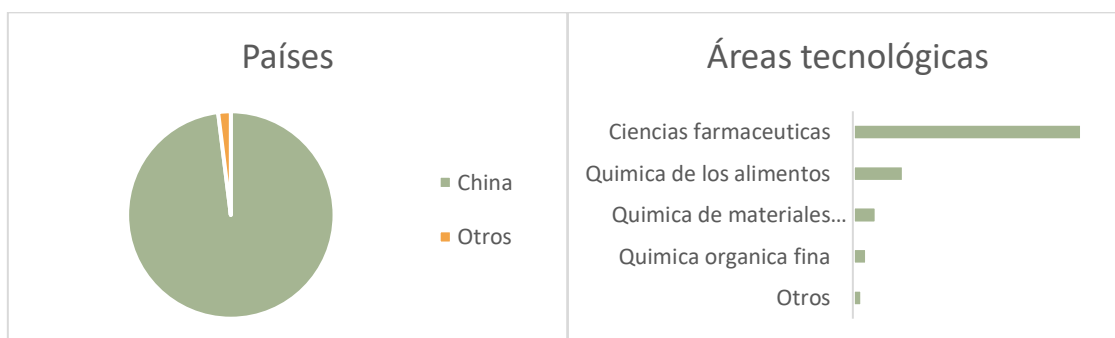 Países
China
Otros
Áreas tecnológicas
Ciencias farmaceuticas
Quimica de los alimentos
Quimica de materiales...
Quimica organica fina
Otros